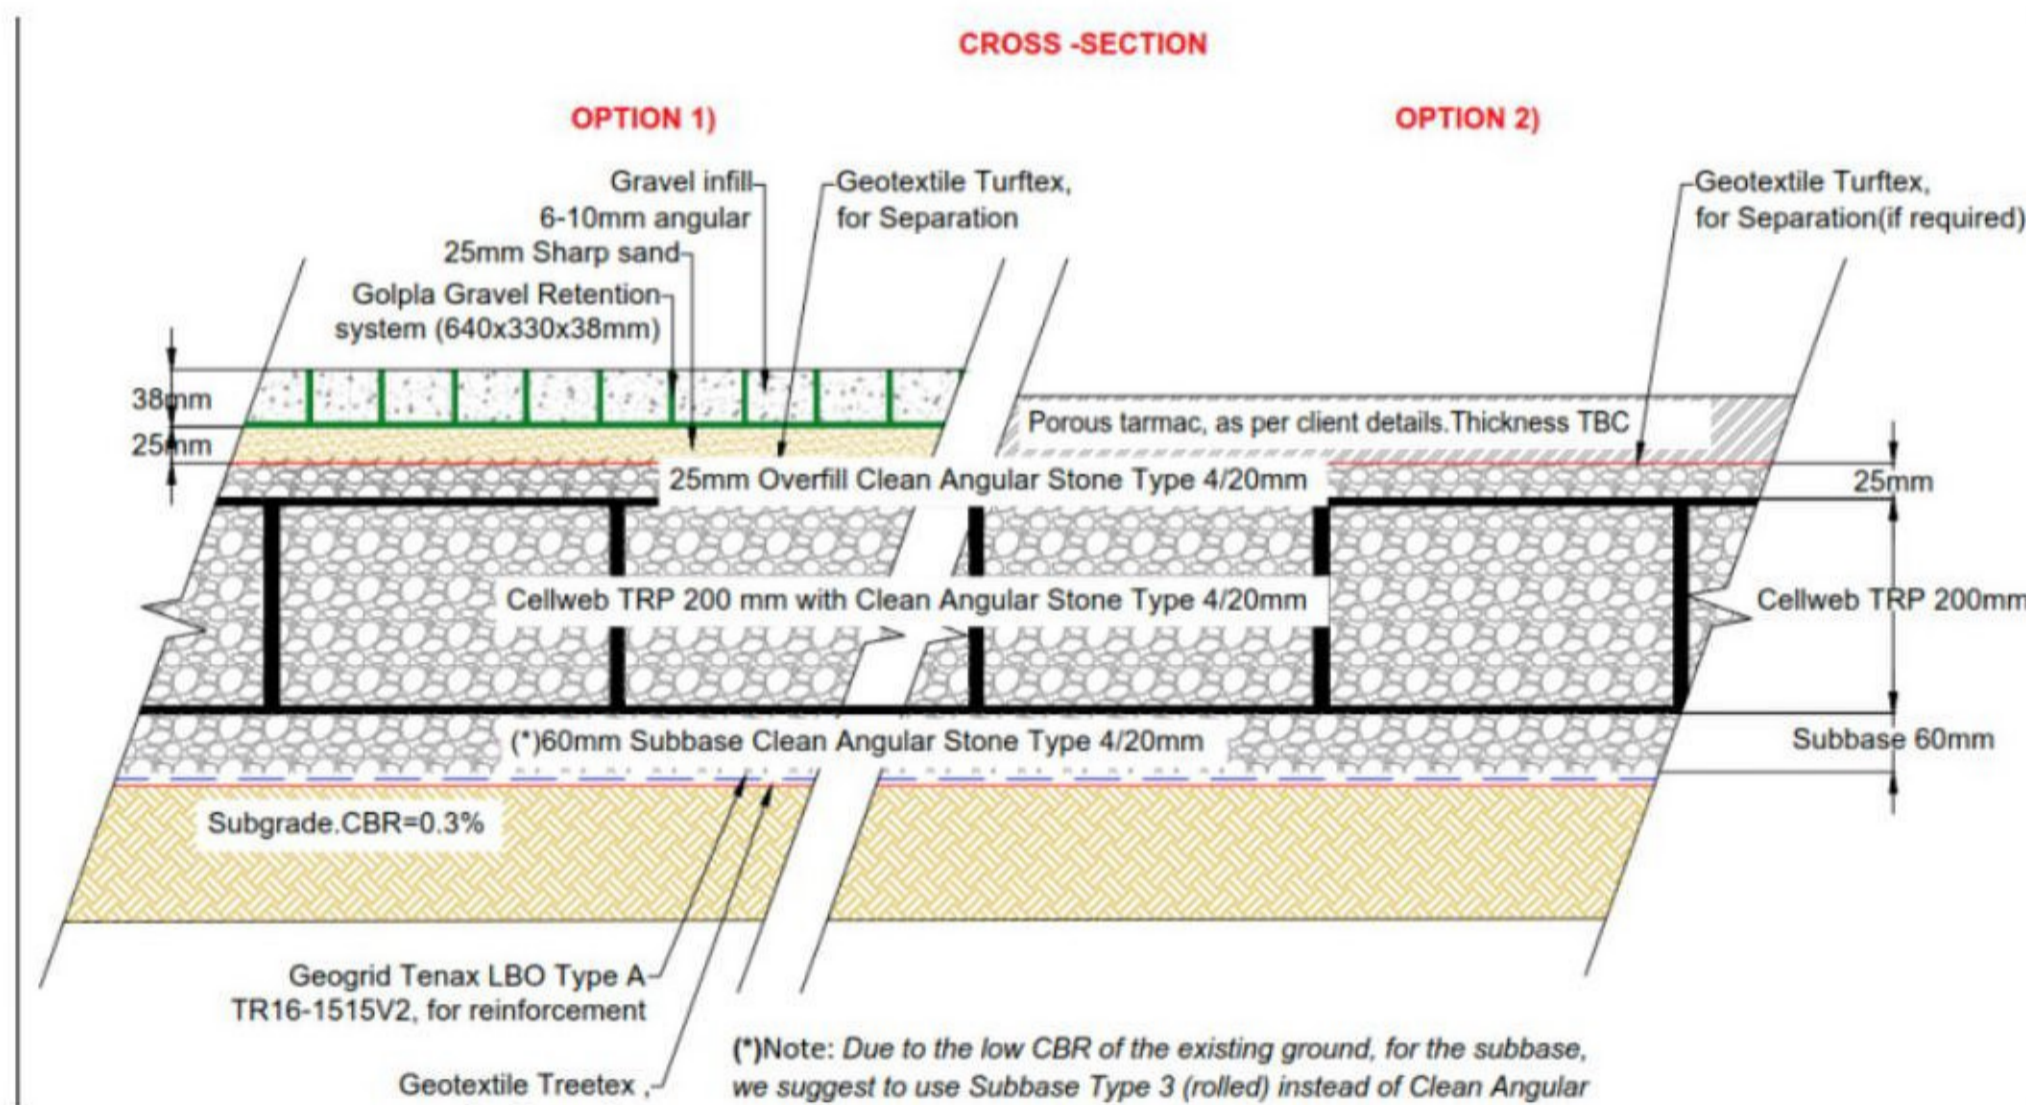 CROSS -SECTION
OPTION 1)
OPTION 2)
Gravel infill
6-10mm angular
25mm Sharp sand
Golpla Gravel Retention
system (640x330x38mm)
Geotextile Turftex,
for Separation
Geotextile Turftex,
for Separation(if required)
38mm
25mm
Porous tarmac, as per client details.Thickness TBC
25mm Overfill Clean Angular Stone Type 4/20mm
25mm
Cellweb TRP 200 mm with Clean Angular Stone Type 4/20mm
Cellweb TRP 200mm
(*)60mm Subbase Clean Angular Stone Type 4/20mm
Subbase 60mm
Subgrade.CBR=0.3%
Geogrid Tenax LBO Type A
TR16-1515V2, for reinforcement
Geotextile Treetex ,
(*)Note: Due to the low CBR of the existing ground, for the subbase,
we suggest to use Subbase Type 3 (rolled) instead of Clean Angular